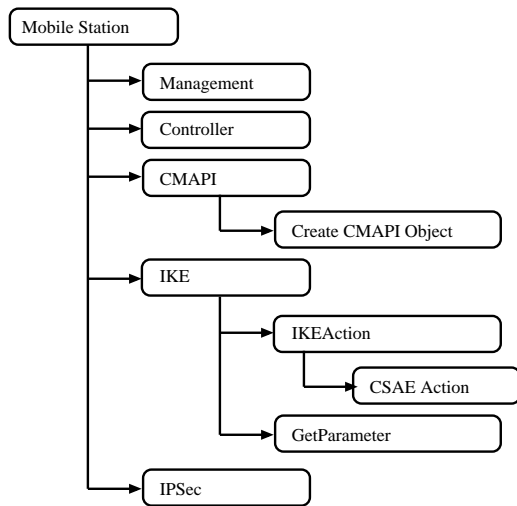 Mobile Station
Management
Controller
CMAPI
Create CMAPI Object
IKE
IKEAction
CSAE Action
GetParameter
IPSec